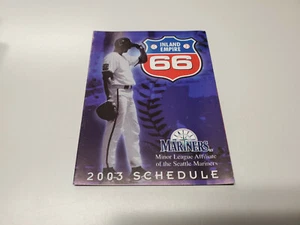 INLAND
EMPIRE
66
MARINERS
Minor League Affiliate
of the Seattle Mariners
2003 SCHEDULE